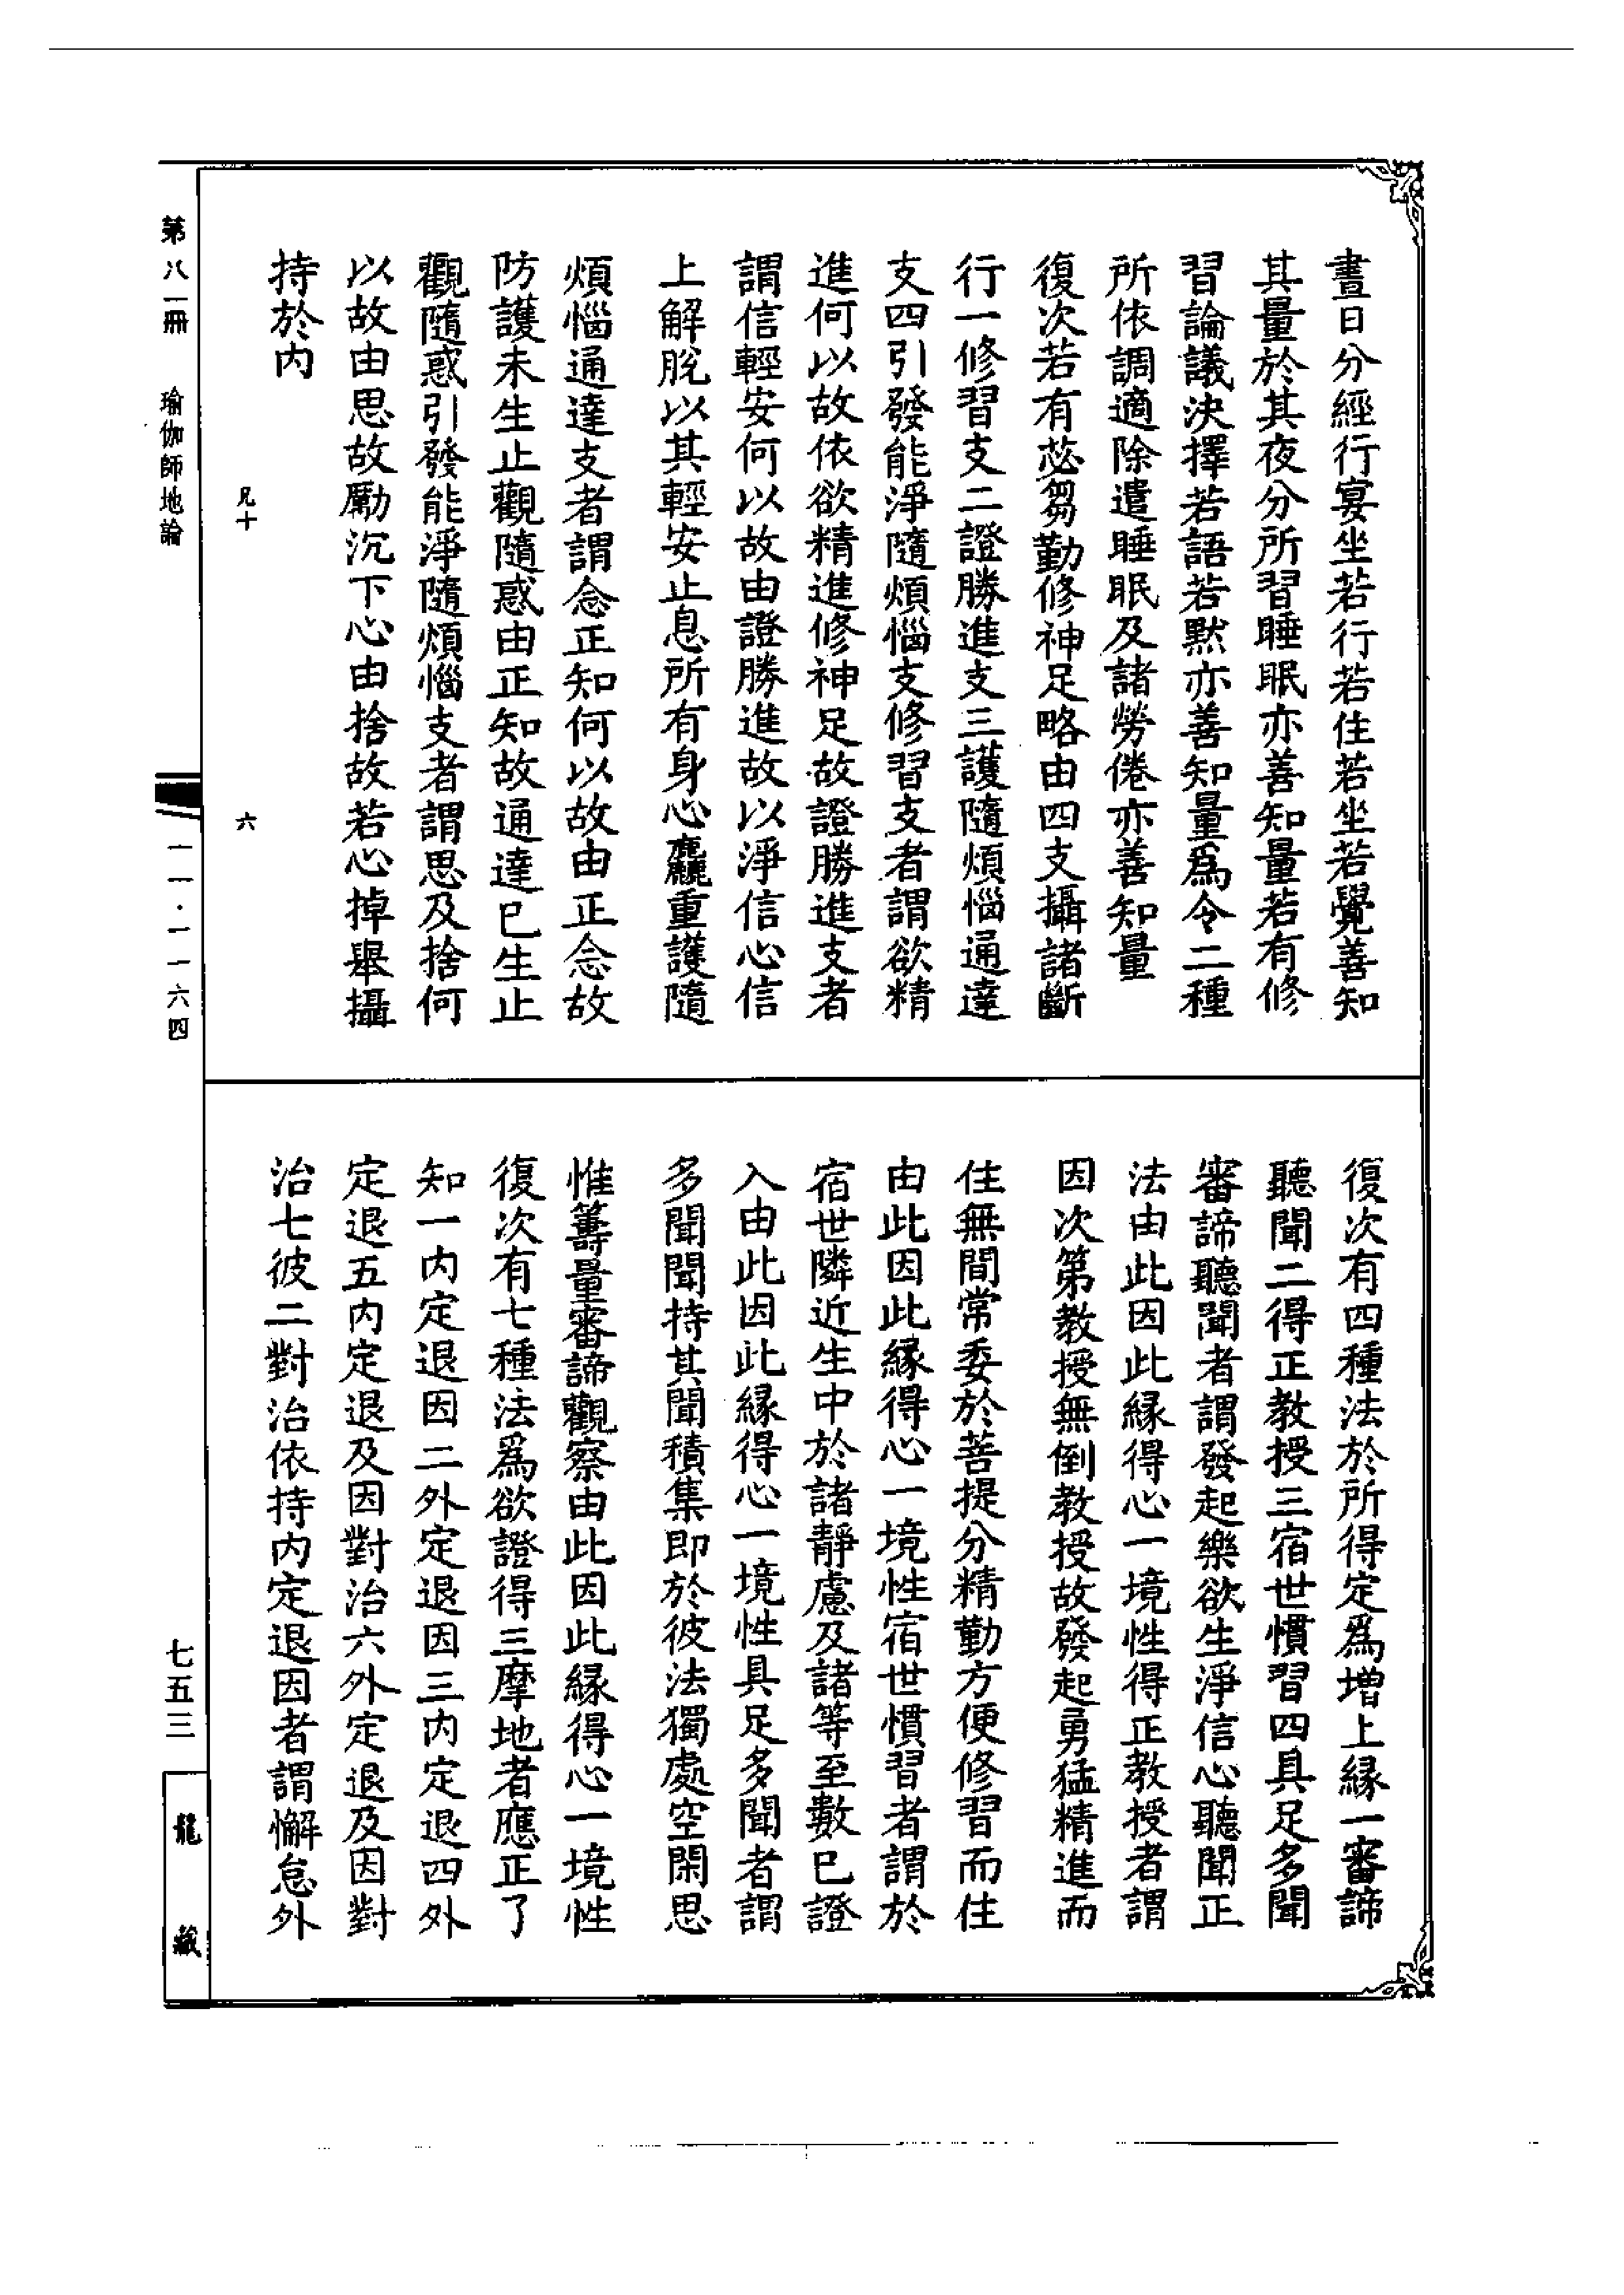 晝日分經行宴坐若行若住若坐若覺善知
其量於其夜分所習睡眠亦善知量若有修
習論議決擇若語若默亦善知量爲令二種
所依調適除遣睡眠及諸勞倦亦善知量
復次若有苾芻勤修神足略由四支攝諸斷
行一修習支二證勝進支三護隨煩惱通達
支四引發能淨隨煩惱支修習支者謂欲精
進何以故依欲精進修神足故證勝進支者
謂信輕安何以故由證勝進故以淨信心信
上解脫以其輕安止息所有身心麤重護隨
煩惱通達支者謂念正知何以故由正念故
防護未生止觀隨惑由正知故通達已生止
觀隨惑引發能淨隨煩惱支者謂思及捨何
以故由思故勵沉下心由捨故若心掉舉攝
持於内
兄十
六
復次有四種法於所得定爲增上緣一審諦
聽聞二得正教授三宿世慣習四具足多聞
審諦聽聞者謂發起樂欲生淨信心聽聞正
法由此因此緣得心一境性得正教授者謂
因次第教授無倒教授故發起勇猛精進而
住無間常委於菩提分精勤方便修習而住
由此因此緣得心一境性宿世慣習者謂於
宿世隣近生中於諸靜慮及諸等至數已證
入由此因此緣得心一境性具足多聞者謂
多聞聞持其聞積集即於彼法獨處空閑思
惟籌量審諦觀察由此因此緣得心一境性
復次有七種法爲欲證得三摩地者應正了
知一内定退因二外定退因三内定退四外
定退五内定退及因對治六外定退及因對
治七彼二對治依持内定退因者謂懈怠外
第八一冊 瑜伽師地論
一一·一一六四
七五三
龍藏